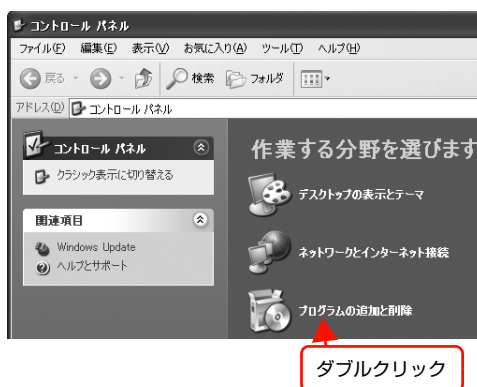 コントロール パネル
ファイル(F) 編集(E) 表示(V) お気に入り(A) ツール(T) ヘルプ(H)
戻る 検索 フォルダ
アドレス(D) コントロール パネル
コントロール パネル
クラシック表示に切り替える
関連項目
Windows Update
ヘルプとサポート
作業する分野を選びます
デスクトップの表示とテーマ
ネットワークとインターネット接続
プログラムの追加と削除
ダブルクリック